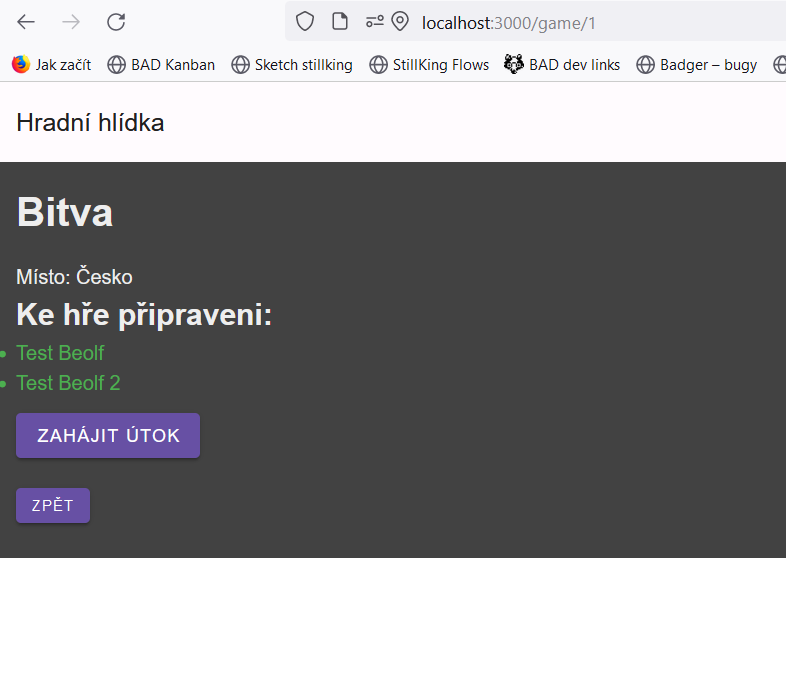 localhost:3000/game/1
Jak začít BAD Kanban Sketch stillking StillKing Flows BAD dev links Badger – bugy
Hradní hlídka
Bitva
Místo: Česko
Ke hře připraveni:
Test Beolf
Test Beolf 2
ZAHÁJIT ÚTOK
ZPĚT